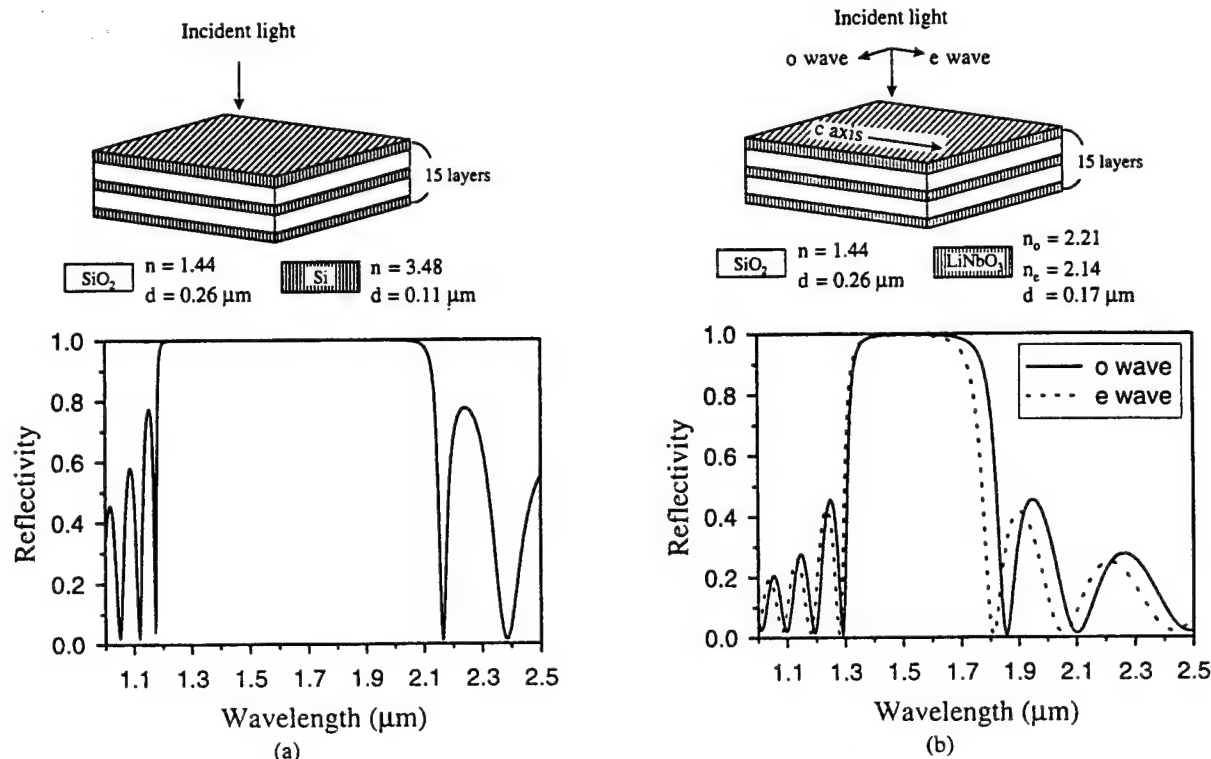 Incident light
15 layers
SiO₂
n = 1.44
d = 0.26 μm
Si
n = 3.48
d = 0.11 μm
1.0
0.8
0.6
0.4
0.2
0.0
Reflectivity
1.1 1.3 1.5 1.7 1.9 2.1 2.3 2.5
Wavelength (μm)
(a)
Incident light
o wave
e wave
c axis
15 layers
SiO₂
n = 1.44
d = 0.26 μm
LiNbO₃
nₒ = 2.21
nₑ = 2.14
d = 0.17 μm
o wave
e wave
1.0
0.8
0.6
0.4
0.2
0.0
Reflectivity
1.1 1.3 1.5 1.7 1.9 2.1 2.3 2.5
Wavelength (μm)
(b)